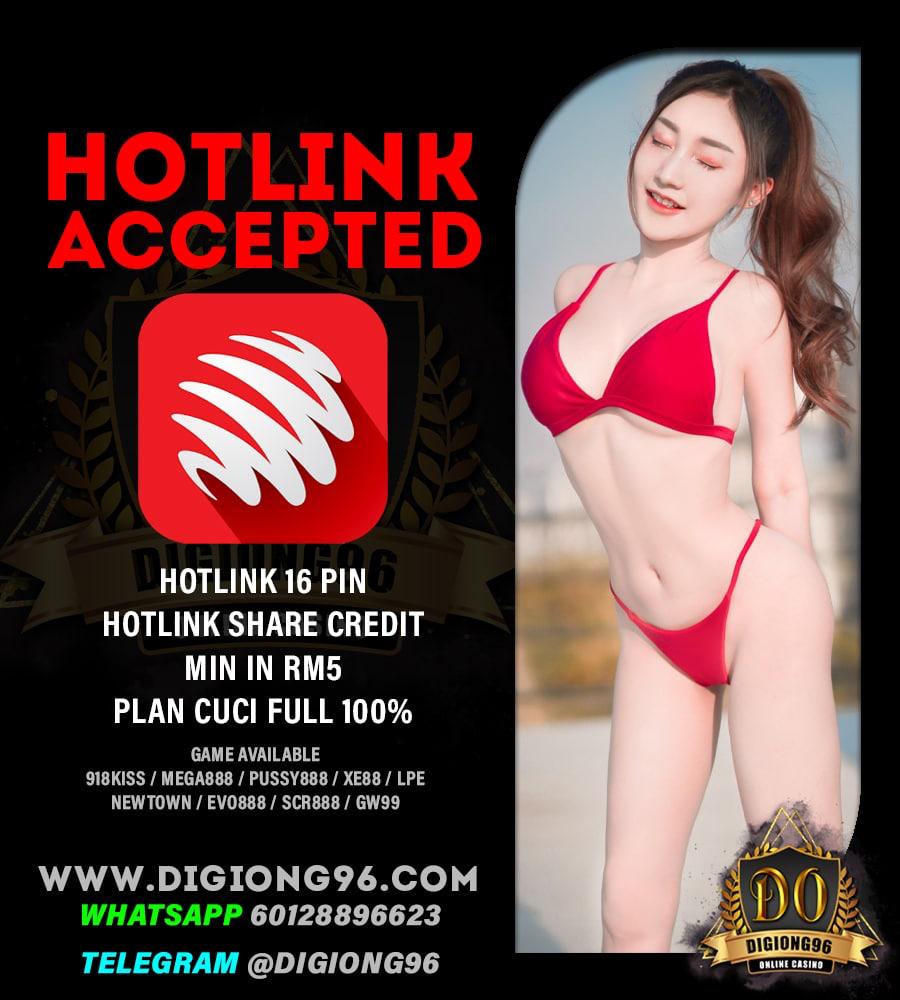 HOTLINK
ACCEPTED
DIGIONG96
HOTLINK 16 PIN
HOTLINK SHARE CREDIT
MIN IN RM5
PLAN CUCI FULL 100%
GAME AVAILABLE
918KISS / MEGA888 / PUSSY888 / XE88 / LPE
NEWTOWN / EVO888 / SCR888 / GW99
WWW.DIGIONG96.COM
WHATSAPP 60128896623
TELEGRAM @DIGIONG96
DO
DIGIONG96
ONLINE CASINO